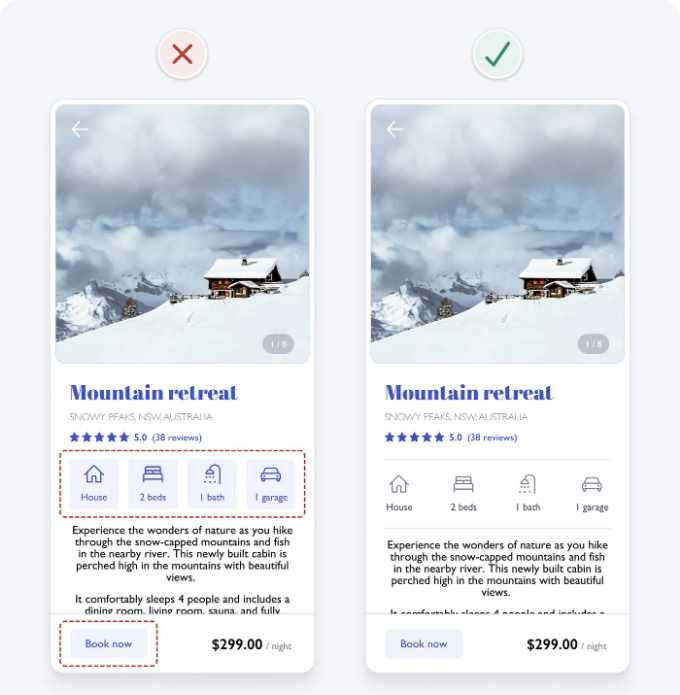 1 / 8
Mountain retreat
SNOWY PEAKS, NSW, AUSTRALIA
5.0 (38 reviews)
House
2 beds
1 bath
1 garage
Experience the wonders of nature as you hike
through the snow-capped mountains and fish
in the nearby river. This newly built cabin is
perched high in the mountains with beautiful
views.
It comfortably sleeps 4 people and includes a
dining room, living room, sauna, and fully
Book now
$299.00 / night
1 / 8
Mountain retreat
SNOWY PEAKS, NSW, AUSTRALIA
5.0 (38 reviews)
House
2 beds
1 bath
1 garage
Experience the wonders of nature as you hike
through the snow-capped mountains and fish
in the nearby river. This newly built cabin is
perched high in the mountains with beautiful
views.
It comfortably sleeps 4 people and includes a
Book now
$299.00 / night